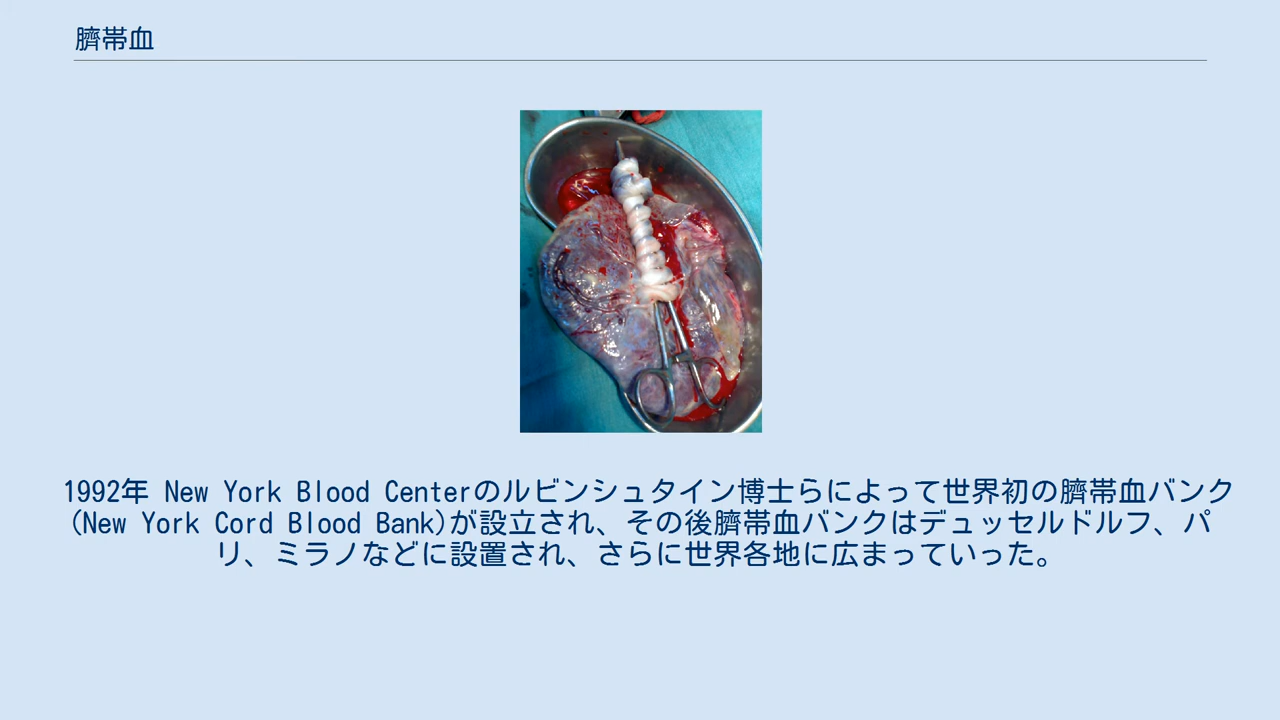 臍帯血
1992年 New York Blood Centerのルビンシュタイン博士らによって世界初の臍帯血バンク
(New York Cord Blood Bank)が設立され、その後臍帯血バンクはデュッセルドルフ、パ
リ、ミラノなどに設置され、さらに世界各地に広まっていった。